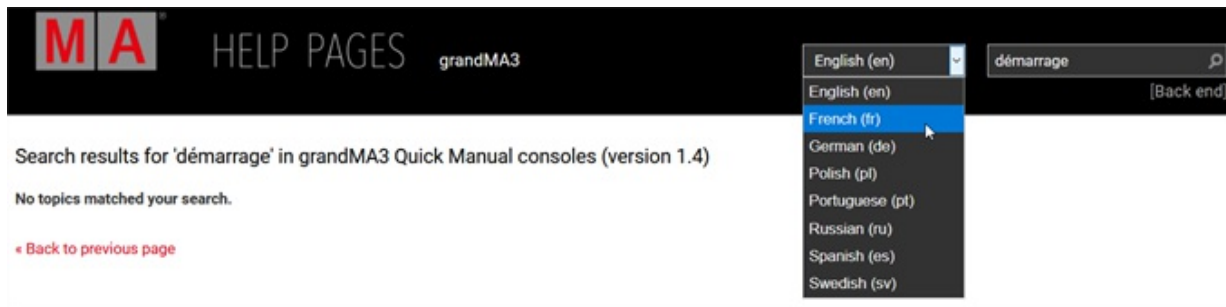 MA®
HELP PAGES grandMA3
English (en)
démarrage
[Back end]
English (en)
French (fr)
German (de)
Polish (pl)
Portuguese (pt)
Russian (ru)
Spanish (es)
Swedish (sv)
Search results for 'démarrage' in grandMA3 Quick Manual consoles (version 1.4)
No topics matched your search.
« Back to previous page